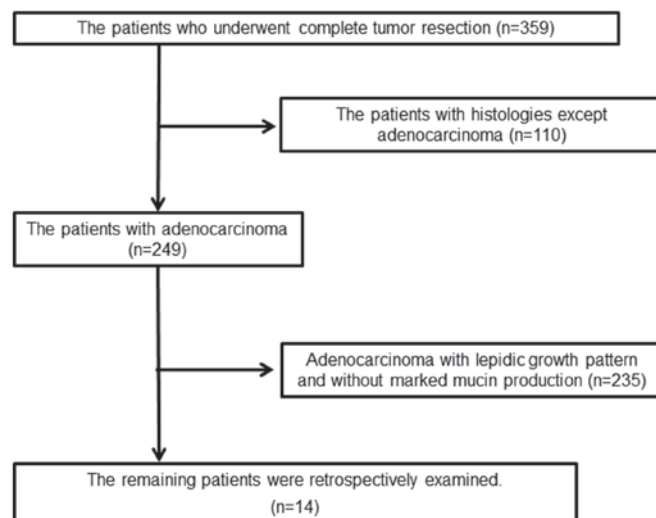 The patients who underwent complete tumor resection (n=359)
The patients with histologies except
adenocarcinoma (n=110)
The patients with adenocarcinoma
(n=249)
Adenocarcinoma with lepidic growth pattern
and without marked mucin production (n=235)
The remaining patients were retrospectively examined.
(n=14)